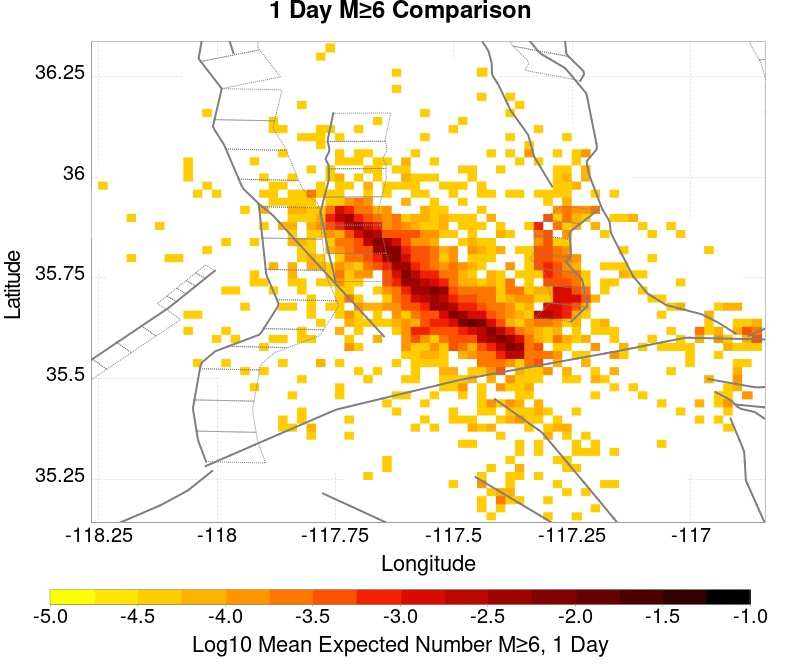 1 Day M≥6 Comparison
36.25
36
35.75
35.5
35.25
Latitude
-118.25 -118 -117.75 -117.5 -117.25 -117
Longitude
-5.0 -4.5 -4.0 -3.5 -3.0 -2.5 -2.0 -1.5 -1.0
Log10 Mean Expected Number M≥6, 1 Day